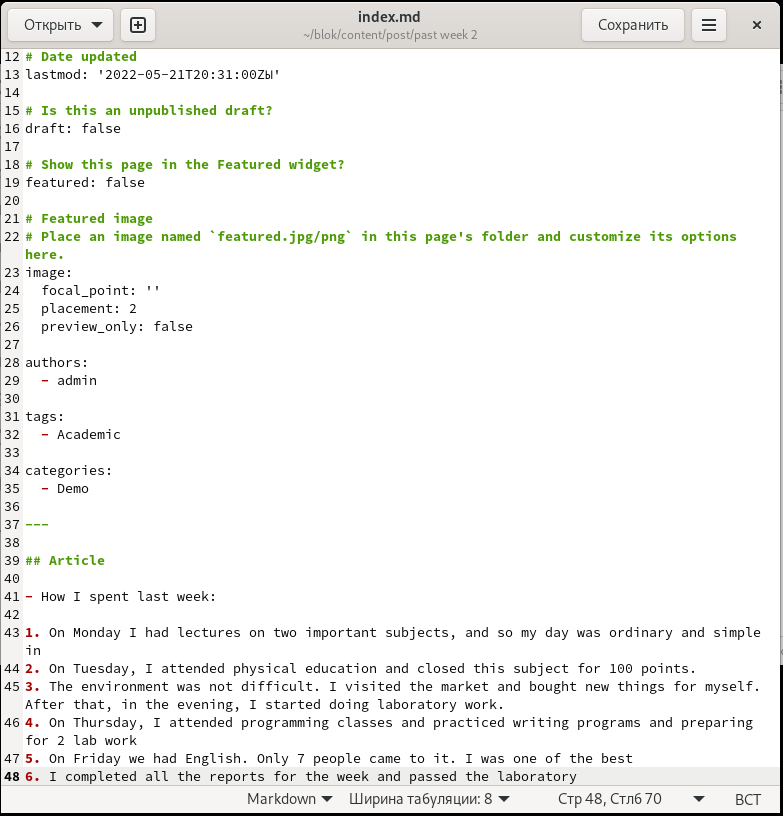 Открыть
index.md
~/blok/content/post/past week 2
Сохранить
12 # Date updated
13 lastmod: '2022-05-21T20:31:00ZЫ'
14
15 # Is this an unpublished draft?
16 draft: false
17
18 # Show this page in the Featured widget?
19 featured: false
20
21 # Featured image
22 # Place an image named `featured.jpg/png` in this page's folder and customize its options
here.
23 image:
24   focal_point: ''
25   placement: 2
26   preview_only: false
27
28 authors:
29   - admin
30
31 tags:
32   - Academic
33
34 categories:
35   - Demo
36
37 ---
38
39 ## Article
40
41 - How I spent last week:
42
43 1. On Monday I had lectures on two important subjects, and so my day was ordinary and simple
in
44 2. On Tuesday, I attended physical education and closed this subject for 100 points.
45 3. The environment was not difficult. I visited the market and bought new things for myself.
After that, in the evening, I started doing laboratory work.
46 4. On Thursday, I attended programming classes and practiced writing programs and preparing
for 2 lab work
47 5. On Friday we had English. Only 7 people came to it. I was one of the best
48 6. I completed all the reports for the week and passed the laboratory
Markdown Ширина табуляции: 8 Стр 48, Стлб 70 ВСТ